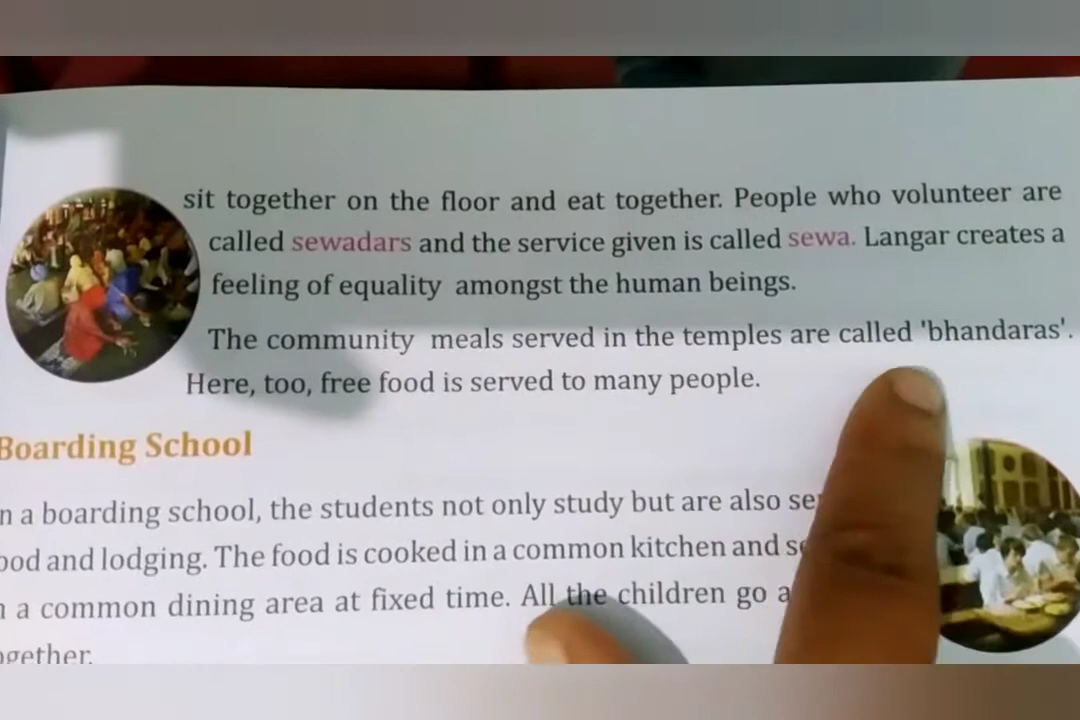 sit together on the floor and eat together. People who volunteer are
called sewadars and the service given is called sewa. Langar creates a
feeling of equality amongst the human beings.
The community meals served in the temples are called 'bhandaras'.
Here, too, free food is served to many people.
Boarding School
n a boarding school, the students not only study but are also
and lodging. The food is cooked in a common kitchen and
a common dining area at fixed time. All the children go